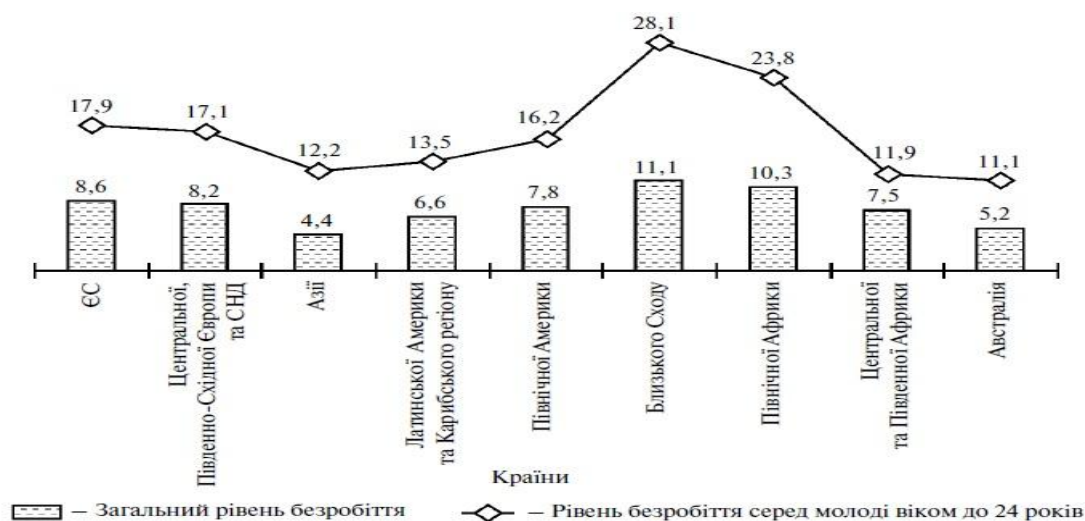 28,1
23,8
17,9
17,1
16,2
13,5
12,2
11,9
11,1
8,6
8,2
4,4
6,6
7,8
11,1
10,3
7,5
5,2
ЄС
Центральної,
Південно-Східної Європи
та СНД
Азії
Латинської Америки
та Карибського регіону
Північної Америки
Близького Сходу
Північної Африки
Центральної
та Південної Африки
Австралія
Країни
– Загальний рівень безробіття
– Рівень безробіття серед молоді віком до 24 років